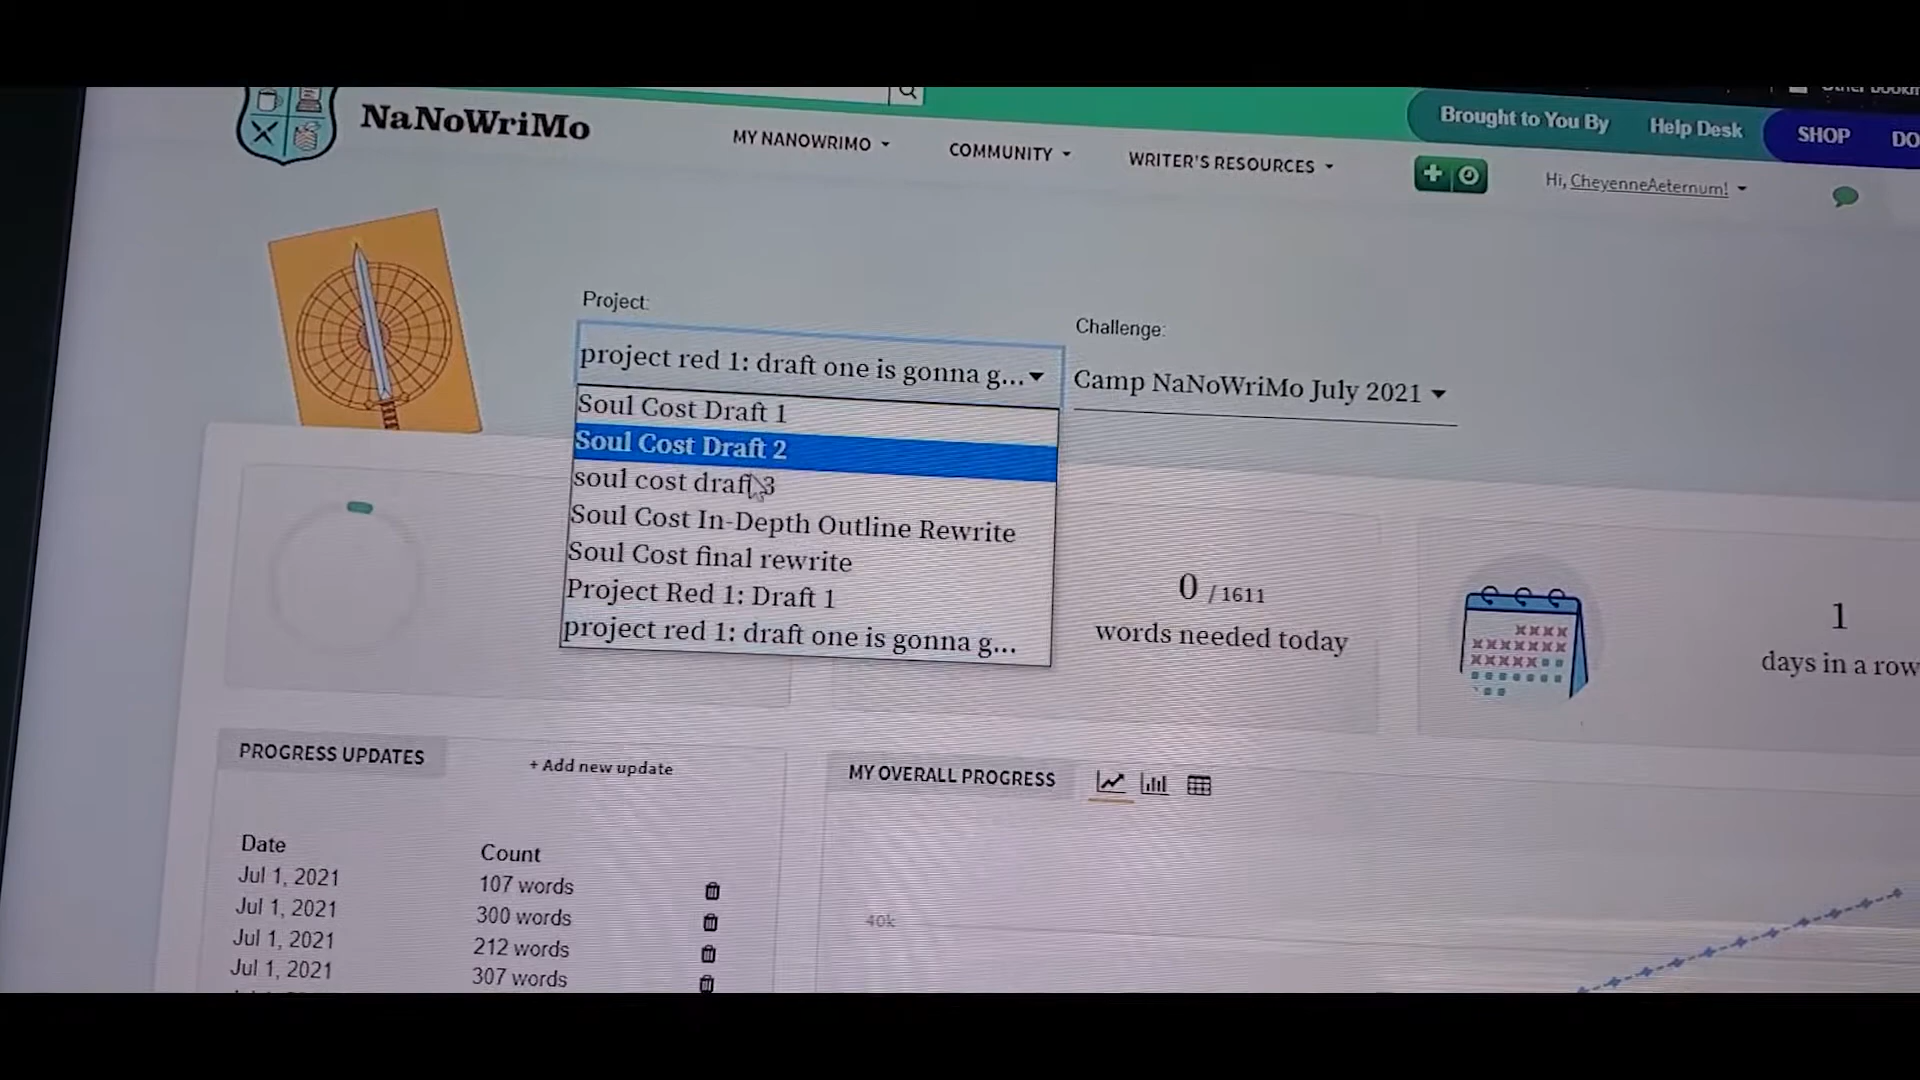 Brought to You By Help Desk SHOP
NaNoWriMo
MY NANOWRIMO COMMUNITY WRITER'S RESOURCES
Hi, CheyenneAeternum!
Project:
project red 1: draft one is gonna g...
Challenge:
Camp NaNoWriMo July 2021
Soul Cost Draft 1
Soul Cost Draft 2
soul cost draft 3
Soul Cost In-Depth Outline Rewrite
Soul Cost final rewrite
Project Red 1: Draft 1
project red 1: draft one is gonna g...
0 /1611
words needed today
1
days in a row
PROGRESS UPDATES
+ Add new update
MY OVERALL PROGRESS
Date Count
Jul 1, 2021 107 words
Jul 1, 2021 300 words
Jul 1, 2021 212 words
Jul 1, 2021 307 words
40k